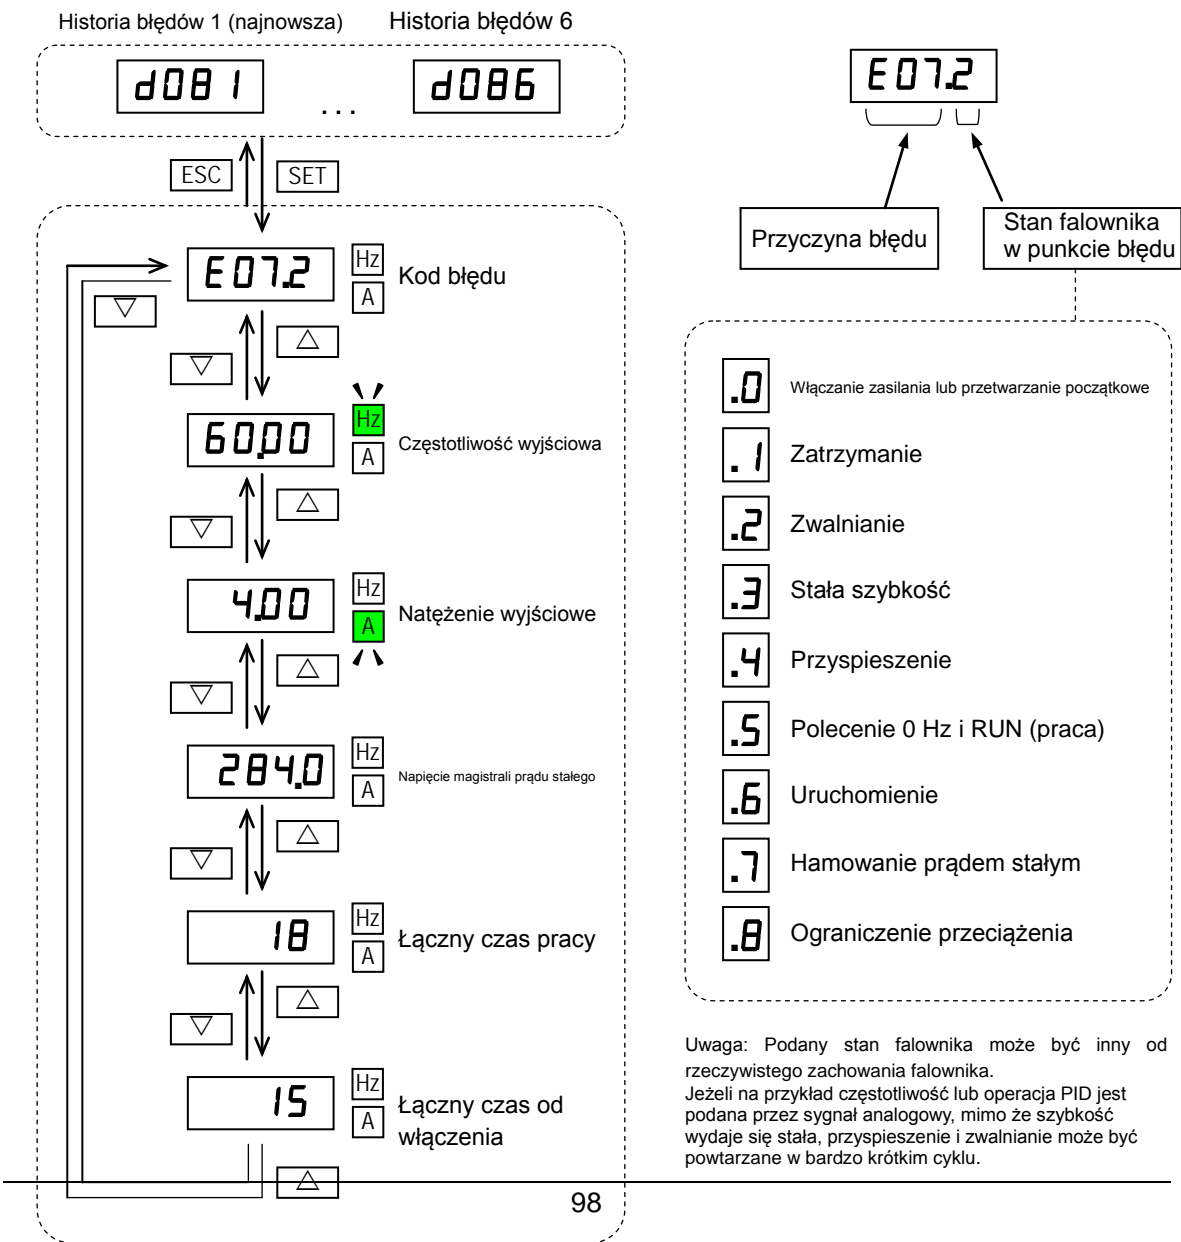 Historia błędów 1 (najnowsza)
Historia błędów 6
d081
...
d086
ESC
SET
E07.2
Hz
A
Kod błędu
60.00
Hz
A
Częstotliwość wyjściowa
4.00
Hz
A
Natężenie wyjściowe
284.0
Hz
A
Napięcie magistrali prądu stałego
18
Hz
A
Łączny czas pracy
15
Hz
A
Łączny czas od
włączenia
E07.2
Przyczyna błędu
Stan falownika
w punkcie błędu
.0
Włączanie zasilania lub przetwarzanie początkowe
.1
Zatrzymanie
.2
Zwalnianie
.3
Stała szybkość
.4
Przyspieszenie
.5
Polecenie 0 Hz i RUN (praca)
.6
Uruchomienie
.7
Hamowanie prądem stałym
.8
Ograniczenie przeciążenia
Uwaga: Podany stan falownika może być inny od
rzeczywistego zachowania falownika.
Jeżeli na przykład częstotliwość lub operacja PID jest
podana przez sygnał analogowy, mimo że szybkość
wydaje się stała, przyspieszenie i zwalnianie może być
powtarzane w bardzo krótkim cyklu.
98